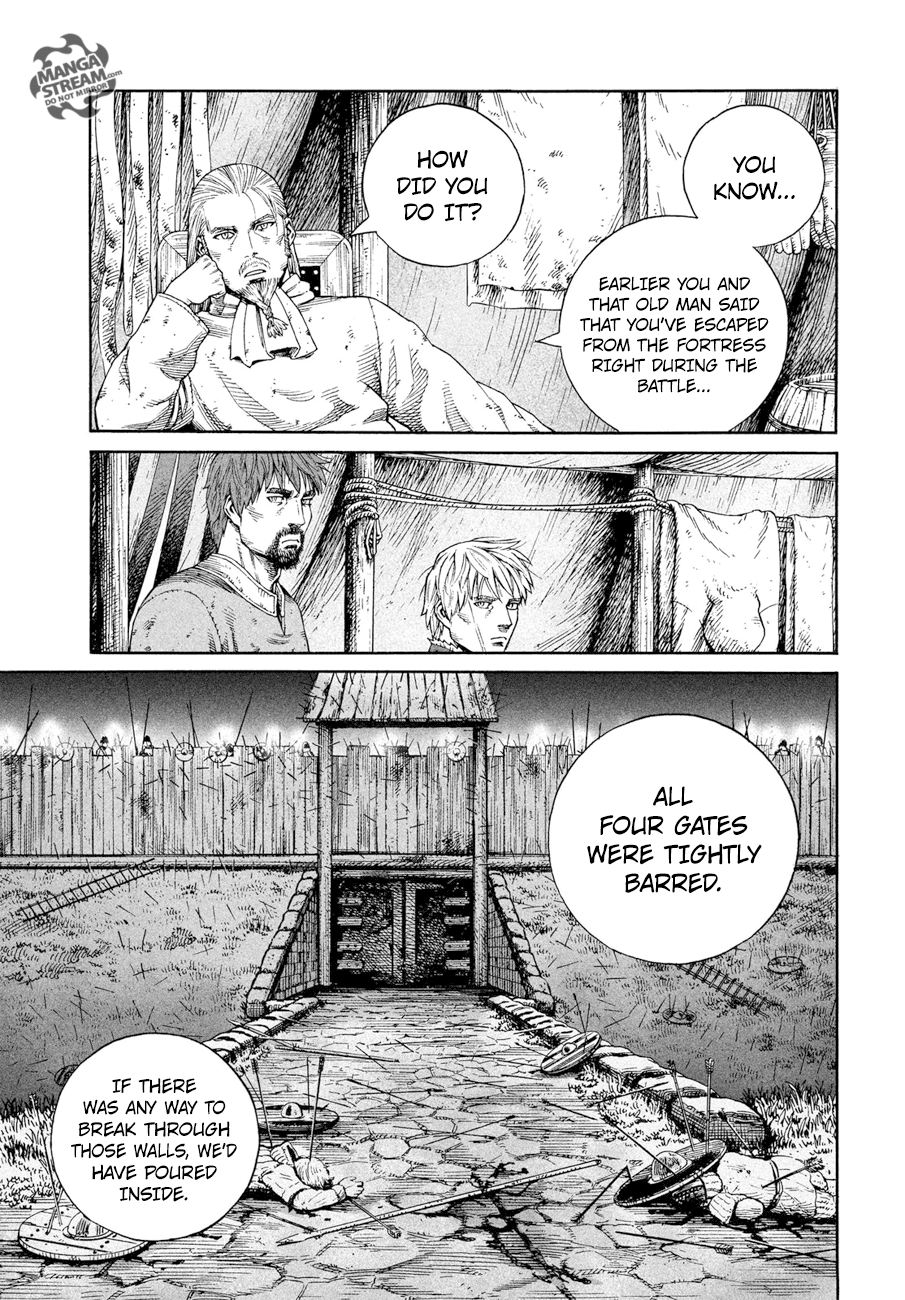 MANGA
STREAM.com
DO NOT MIRROR
YOU
KNOW...
EARLIER YOU AND
THAT OLD MAN SAID
THAT YOU'VE ESCAPED
FROM THE FORTRESS
RIGHT DURING THE
BATTLE...
HOW
DID YOU
DO IT?
ALL
FOUR GATES
WERE TIGHTLY
BARRED.
IF THERE
WAS ANY WAY TO
BREAK THROUGH
THOSE WALLS, WE'D
HAVE POURED
INSIDE.